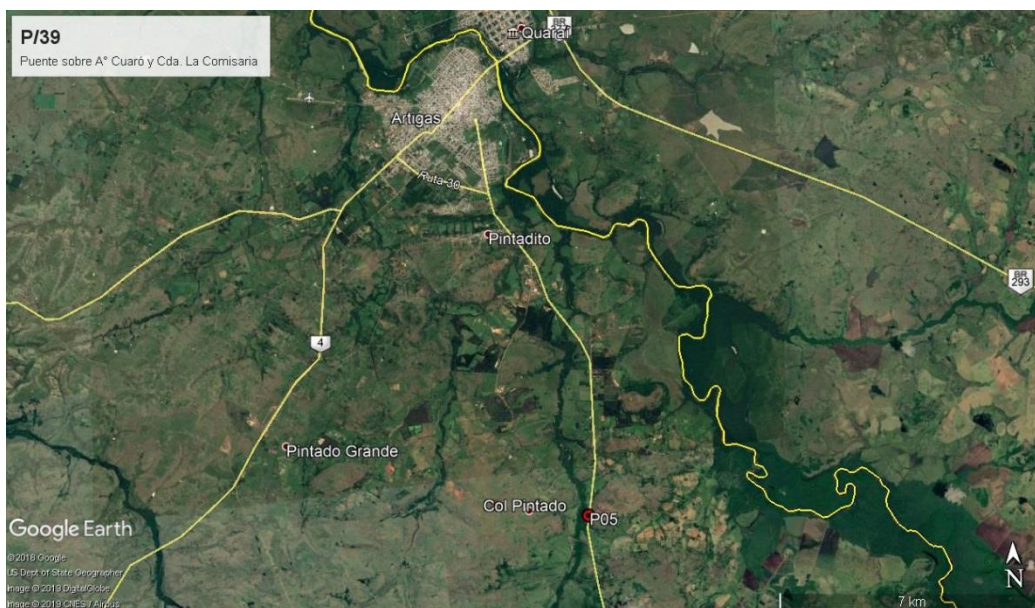 P/39
Puente sobre A° Cuaró y Cda. La Comisaria
Quaraí
BR
Artigas
Ruta 30
Pintadito
BR
293
4
Pintado Grande
Col Pintado
P05
Google Earth
©2018 Google
US Dept of State Geographer
Image © 2019 DigitalGlobe
Image © 2019 CNES / Airbus
N
7 km